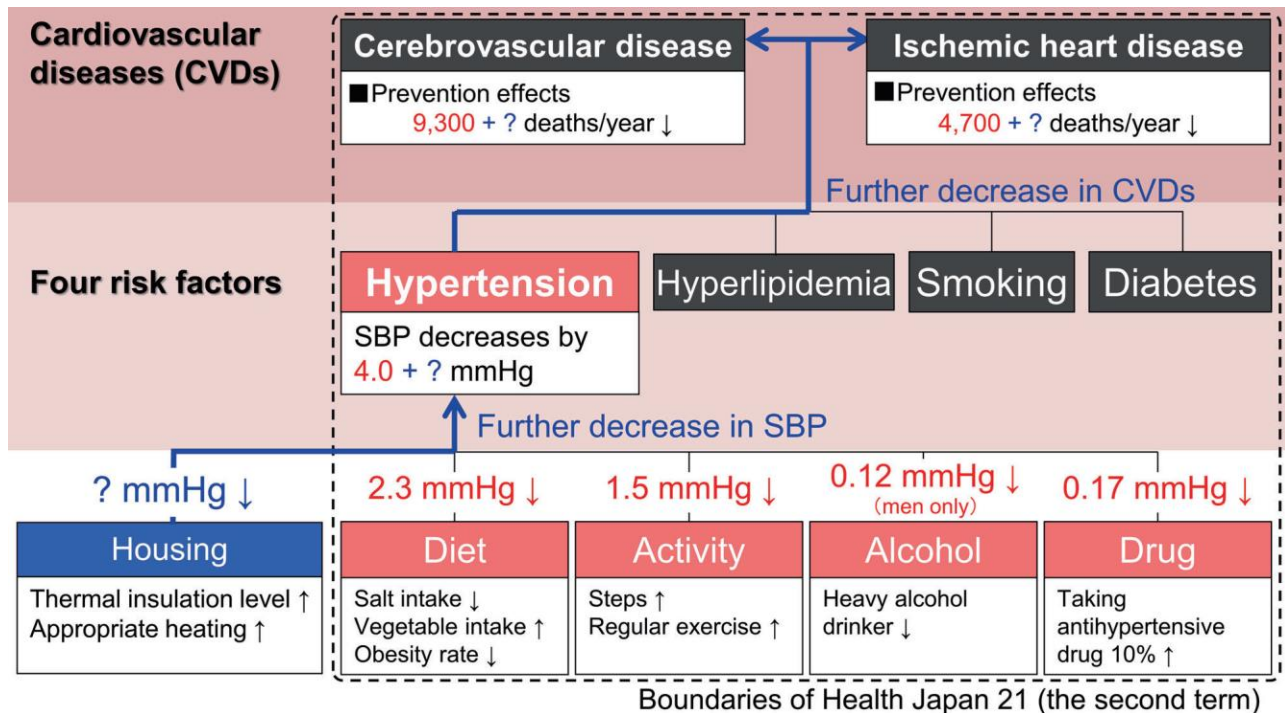 Cardiovascular
diseases (CVDs)
Cerebrovascular disease
■Prevention effects
9,300 + ? deaths/year ↓
Ischemic heart disease
■Prevention effects
4,700 + ? deaths/year ↓
Further decrease in CVDs
Four risk factors
Hypertension
SBP decreases by
4.0 + ? mmHg
Hyperlipidemia
Smoking
Diabetes
Further decrease in SBP
? mmHg ↓
2.3 mmHg ↓
1.5 mmHg ↓
0.12 mmHg ↓
(men only)
0.17 mmHg ↓
Housing
Thermal insulation level ↑
Appropriate heating ↑
Diet
Salt intake ↓
Vegetable intake ↑
Obesity rate ↓
Activity
Steps ↑
Regular exercise ↑
Alcohol
Heavy alcohol
drinker ↓
Drug
Taking
antihypertensive
drug 10% ↑
Boundaries of Health Japan 21 (the second term)